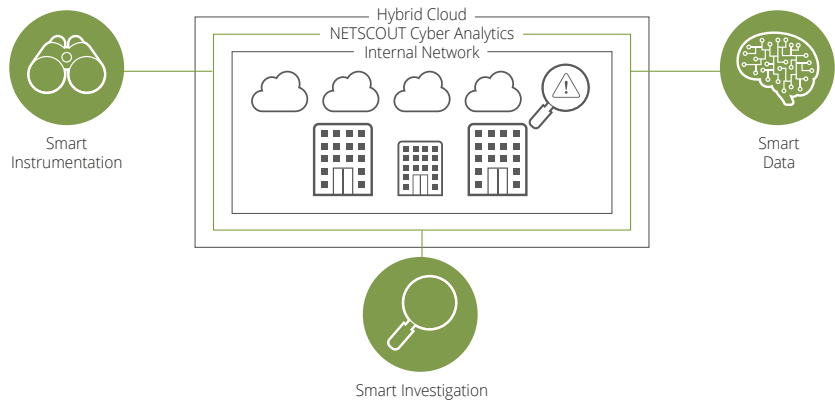 Hybrid Cloud
NETSCOUT Cyber Analytics
Internal Network
Smart
Instrumentation
Smart
Data
Smart Investigation